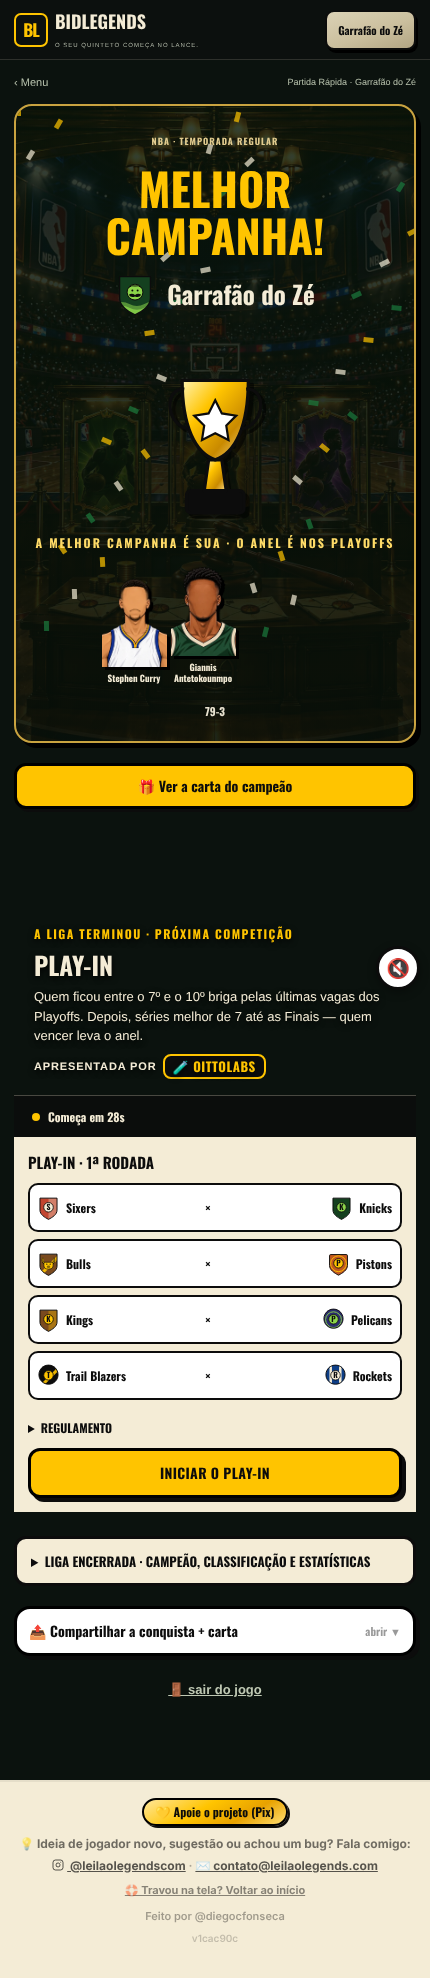 BL
BIDLEGENDS
O SEU QUINTETO COMEÇA NO LANCE.
Garrafão do Zé
‹ Menu
Partida Rápida · Garrafão do Zé
NBA · TEMPORADA REGULAR
MELHOR
CAMPANHA!
Garrafão do Zé
A MELHOR CAMPANHA É SUA · O ANEL É NOS PLAYOFFS
Stephen Curry
Giannis
Antetokounmpo
79-3
🎁 Ver a carta do campeão
A LIGA TERMINOU · PRÓXIMA COMPETIÇÃO
PLAY-IN
Quem ficou entre o 7º e o 10º briga pelas últimas vagas dos
Playoffs. Depois, séries melhor de 7 até as Finais — quem
vencer leva o anel.
APRESENTADA POR 🧪 OITTOLABS
Começa em 28s
PLAY-IN · 1ª RODADA
Sixers × Knicks
Bulls × Pistons
Kings × Pelicans
Trail Blazers × Rockets
▶ REGULAMENTO
INICIAR O PLAY-IN
▶ LIGA ENCERRADA · CAMPEÃO, CLASSIFICAÇÃO E ESTATÍSTICAS
📤 Compartilhar a conquista + carta abrir ▼
🚪 sair do jogo
💛 Apoie o projeto (Pix)
💡 Ideia de jogador novo, sugestão ou achou um bug? Fala comigo:
@leilaolegendscom · ✉️ contato@leilaolegends.com
🛟 Travou na tela? Voltar ao início
Feito por @diegocfonseca
v1cac90c